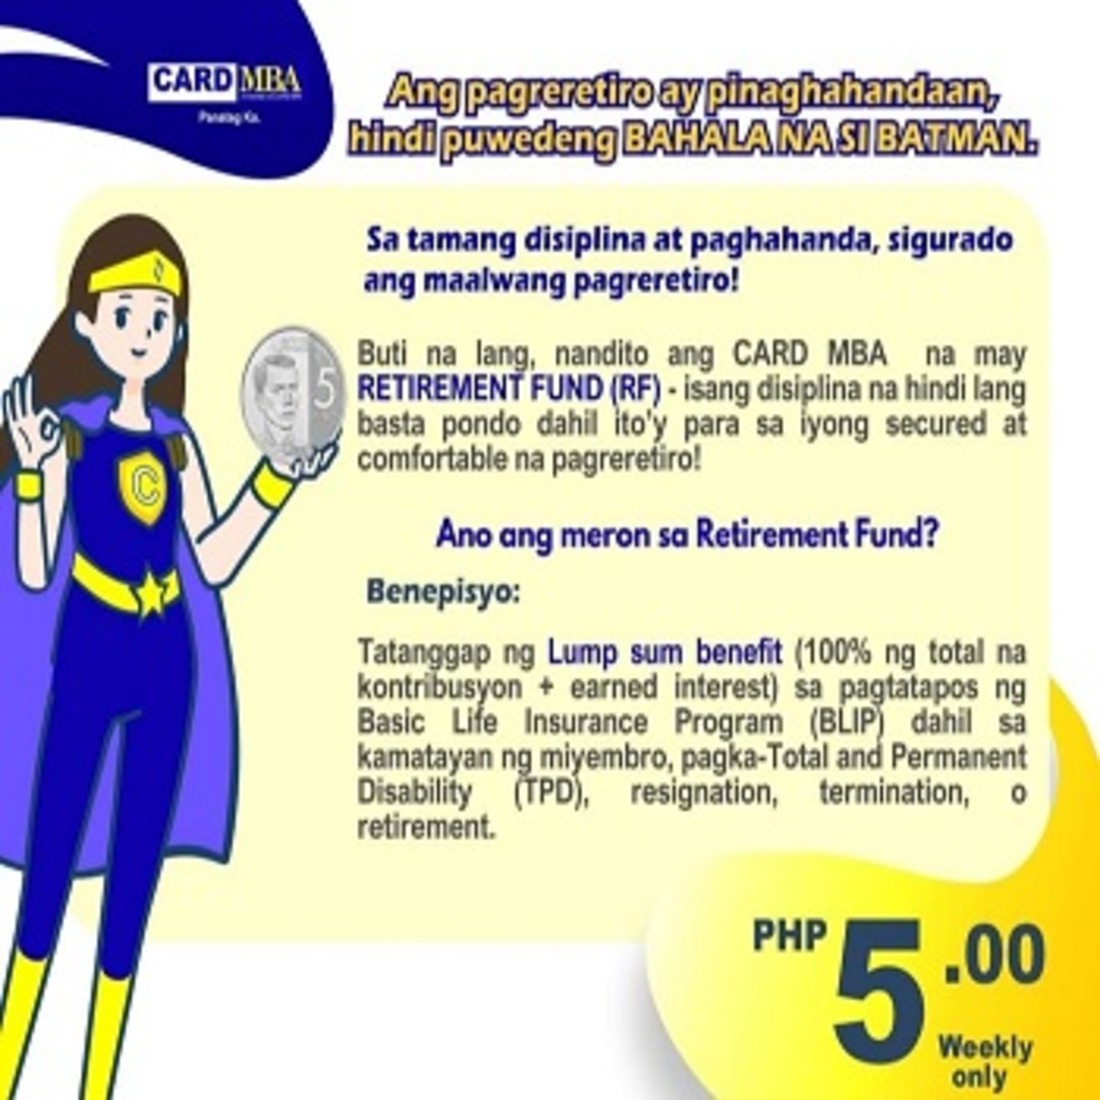 CARD MBA
Panatag Ka.
Ang pagreretiro ay pinaghahandaan,
hindi puwedeng BAHALA NA SI BATMAN.
Sa tamang disiplina at paghahanda, sigurado
ang maalwang pagreretiro!
Buti na lang, nandito ang CARD MBA na may
RETIREMENT FUND (RF) - isang disiplina na hindi lang
basta pondo dahil ito'y para sa iyong secured at
comfortable na pagreretiro!
Ano ang meron sa Retirement Fund?
Benepisyo:
Tatanggap ng Lump sum benefit (100% ng total na
kontribusyon + earned interest) sa pagtatapos ng
Basic Life Insurance Program (BLIP) dahil sa
kamatayan ng miyembro, pagka-Total and Permanent
Disability (TPD), resignation, termination, o
retirement.
5
C
PHP 5.00
Weekly
only